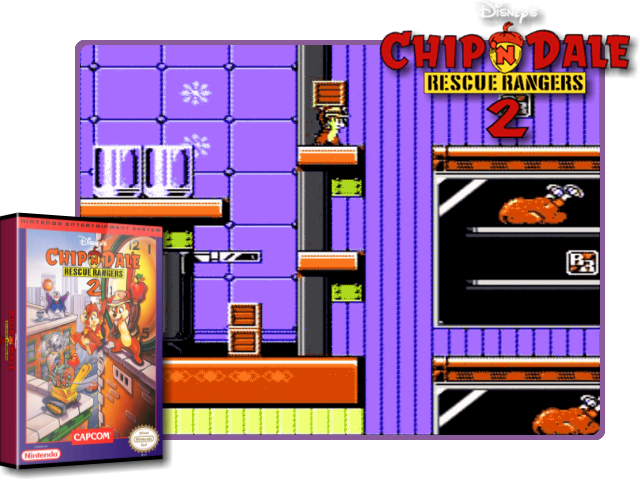 Disney's
CHIP 'N DALE
RESCUE RANGERS
2
NINTENDO ENTERTAINMENT SYSTEM
Disney's
CHIP 'N DALE
RESCUE RANGERS
2
CAPCOM
Nintendo